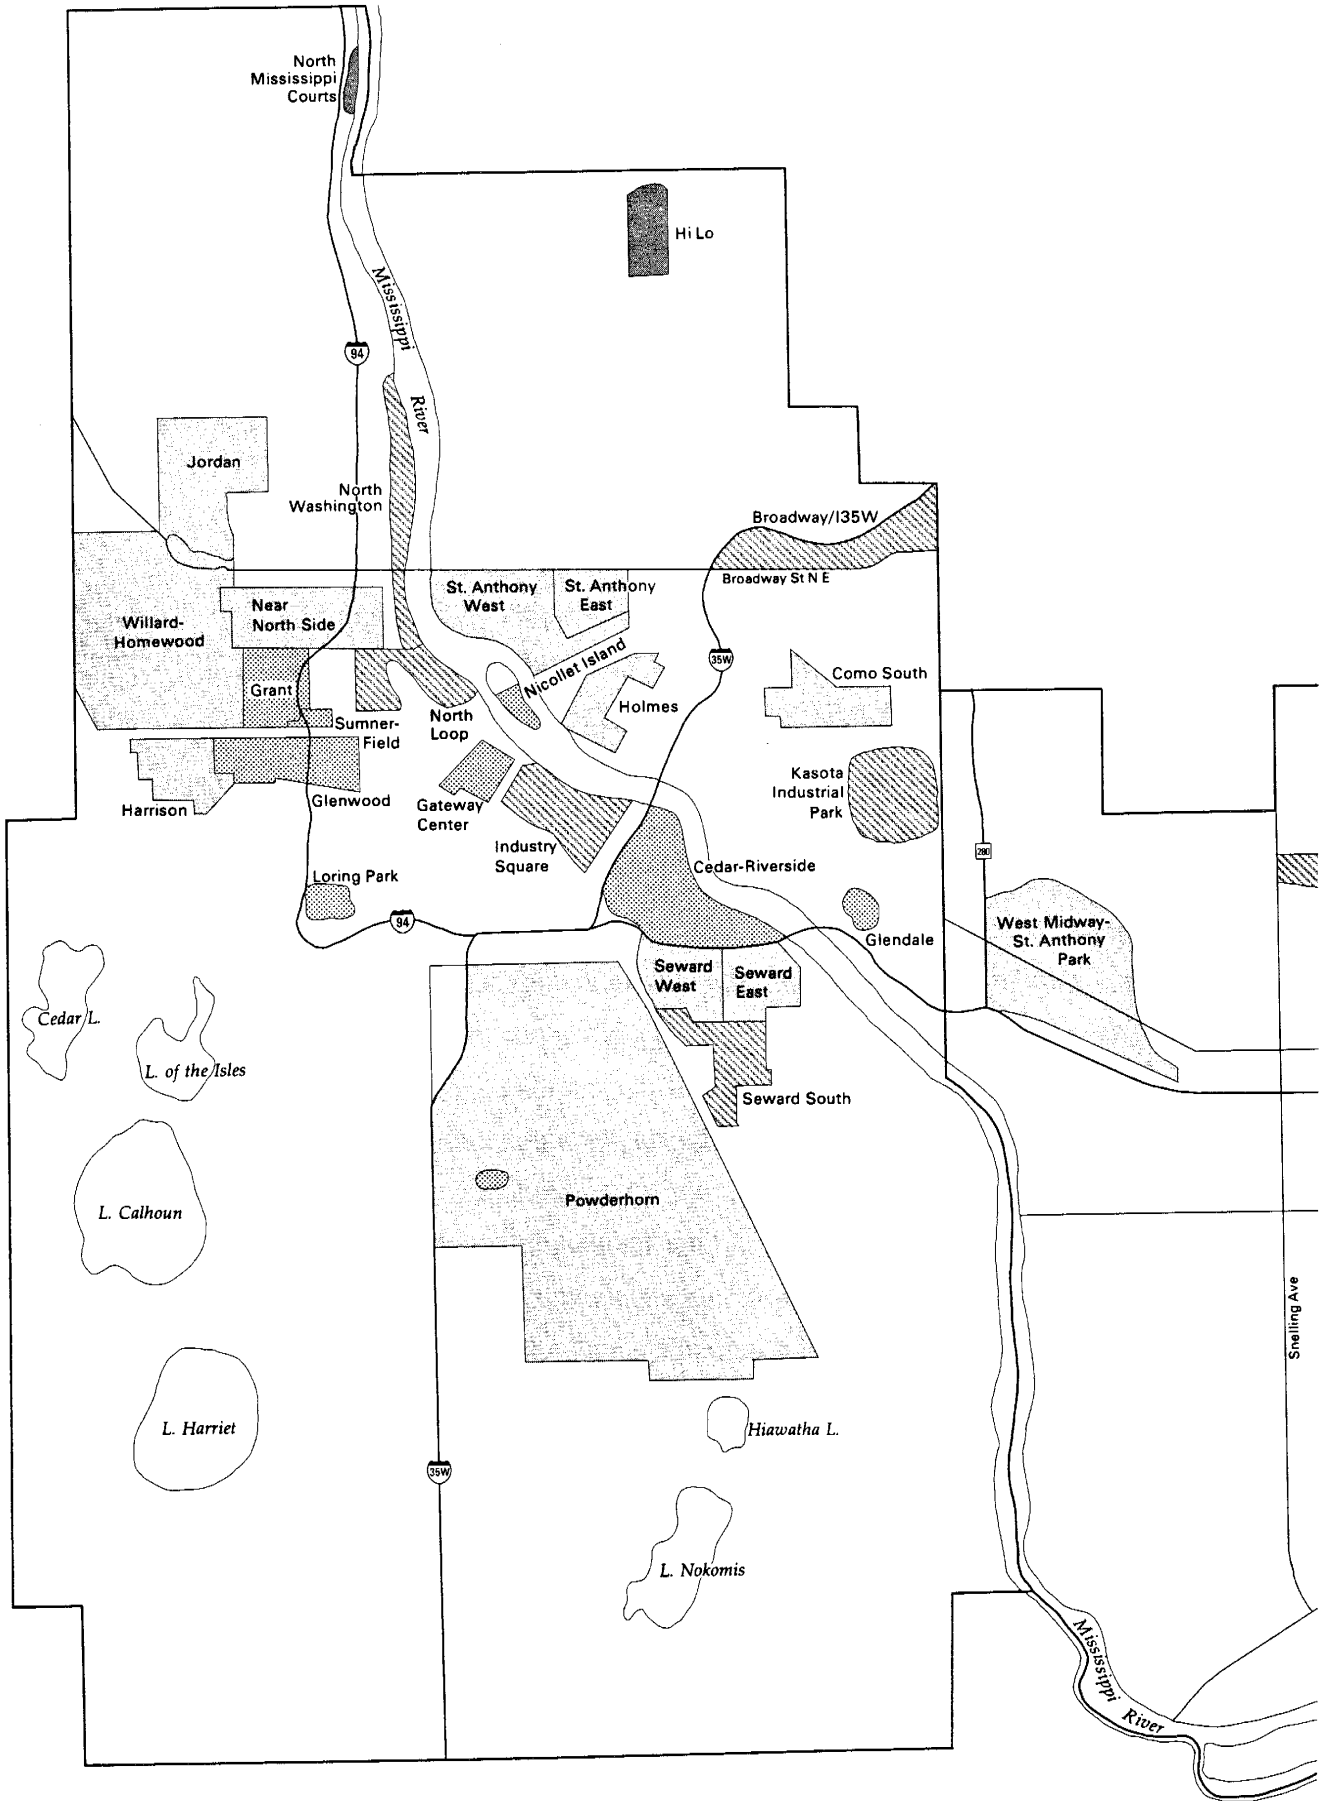 North
Mississippi
Courts
Hi Lo
Mississippi
River
94
Jordan
North
Washington
Broadway/I35W
Broadway St N E
St. Anthony
West
St. Anthony
East
Near
North Side
Willard-
Homewood
Nicollet Island
35W
Como South
Grant
Holmes
Sumner-
Field
North
Loop
Kasota
Industrial
Park
Harrison
Glenwood
Gateway
Center
Industry
Square
280
Cedar-Riverside
Loring Park
94
Glendale
West Midway-
St. Anthony
Park
Seward
West
Seward
East
Cedar L.
L. of the Isles
Seward South
Powderhorn
L. Calhoun
Snelling Ave
L. Harriet
Hiawatha L.
35W
L. Nokomis
Mississippi
River